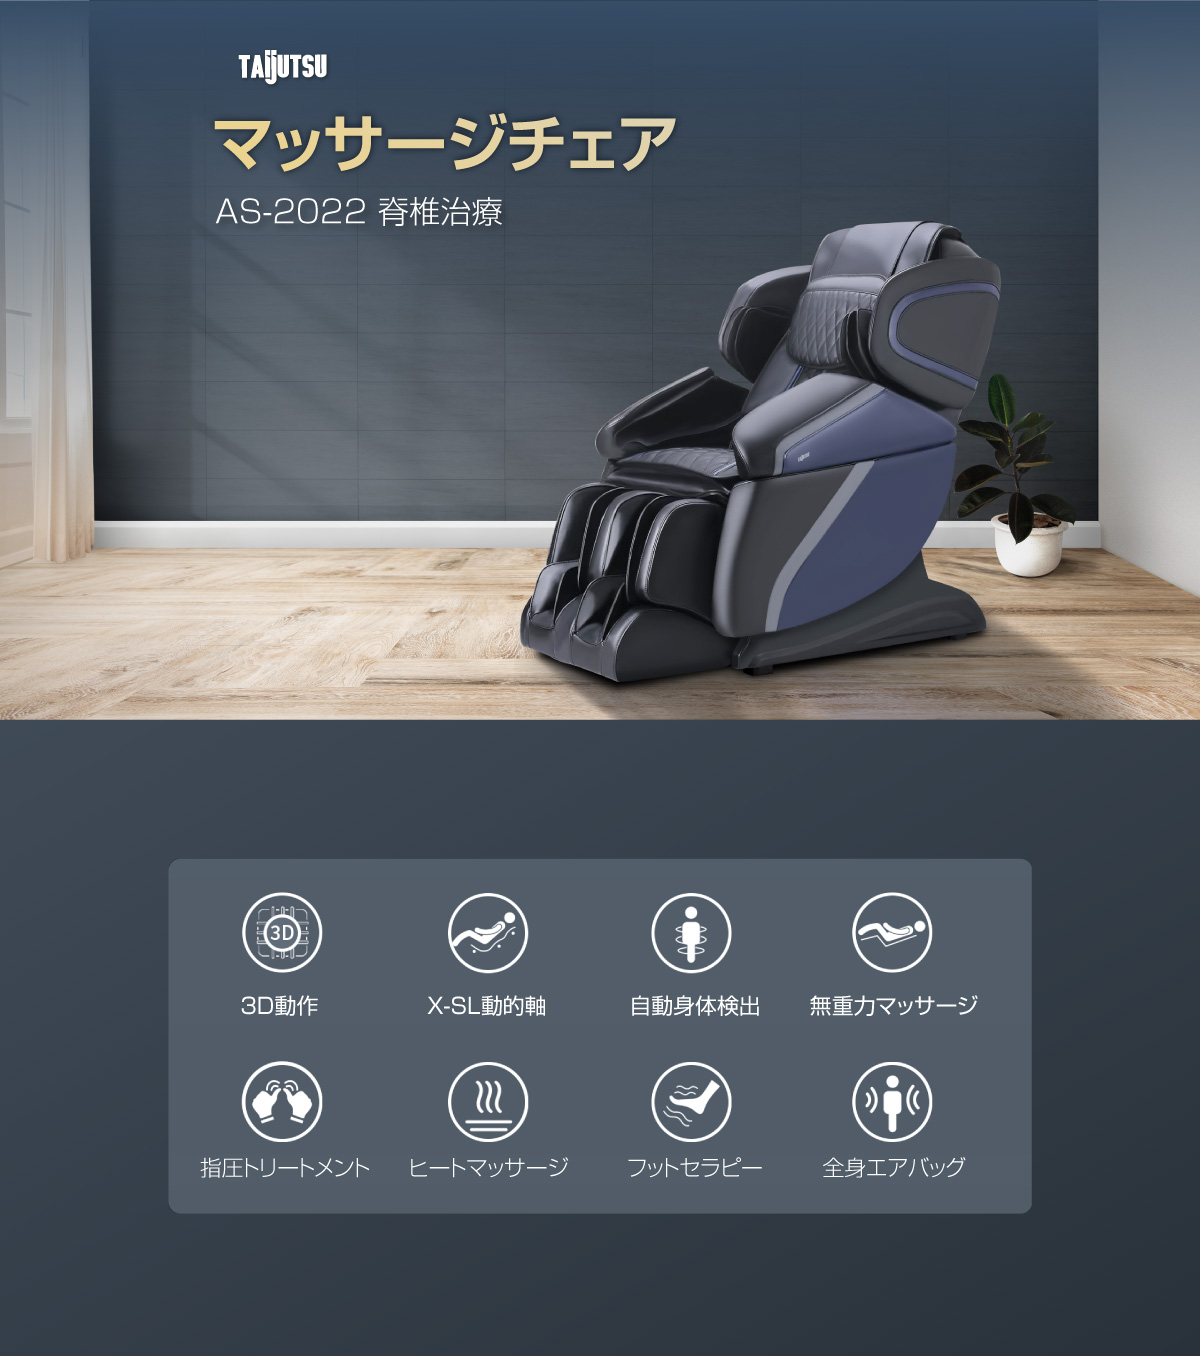 TAIJUTSU
マッサージチェア
AS-2022 脊椎治療
3D
3D動作
X-SL動的軸
自動身体検出
無重力マッサージ
指圧トリートメント
ヒートマッサージ
フットセラピー
全身エアバッグ